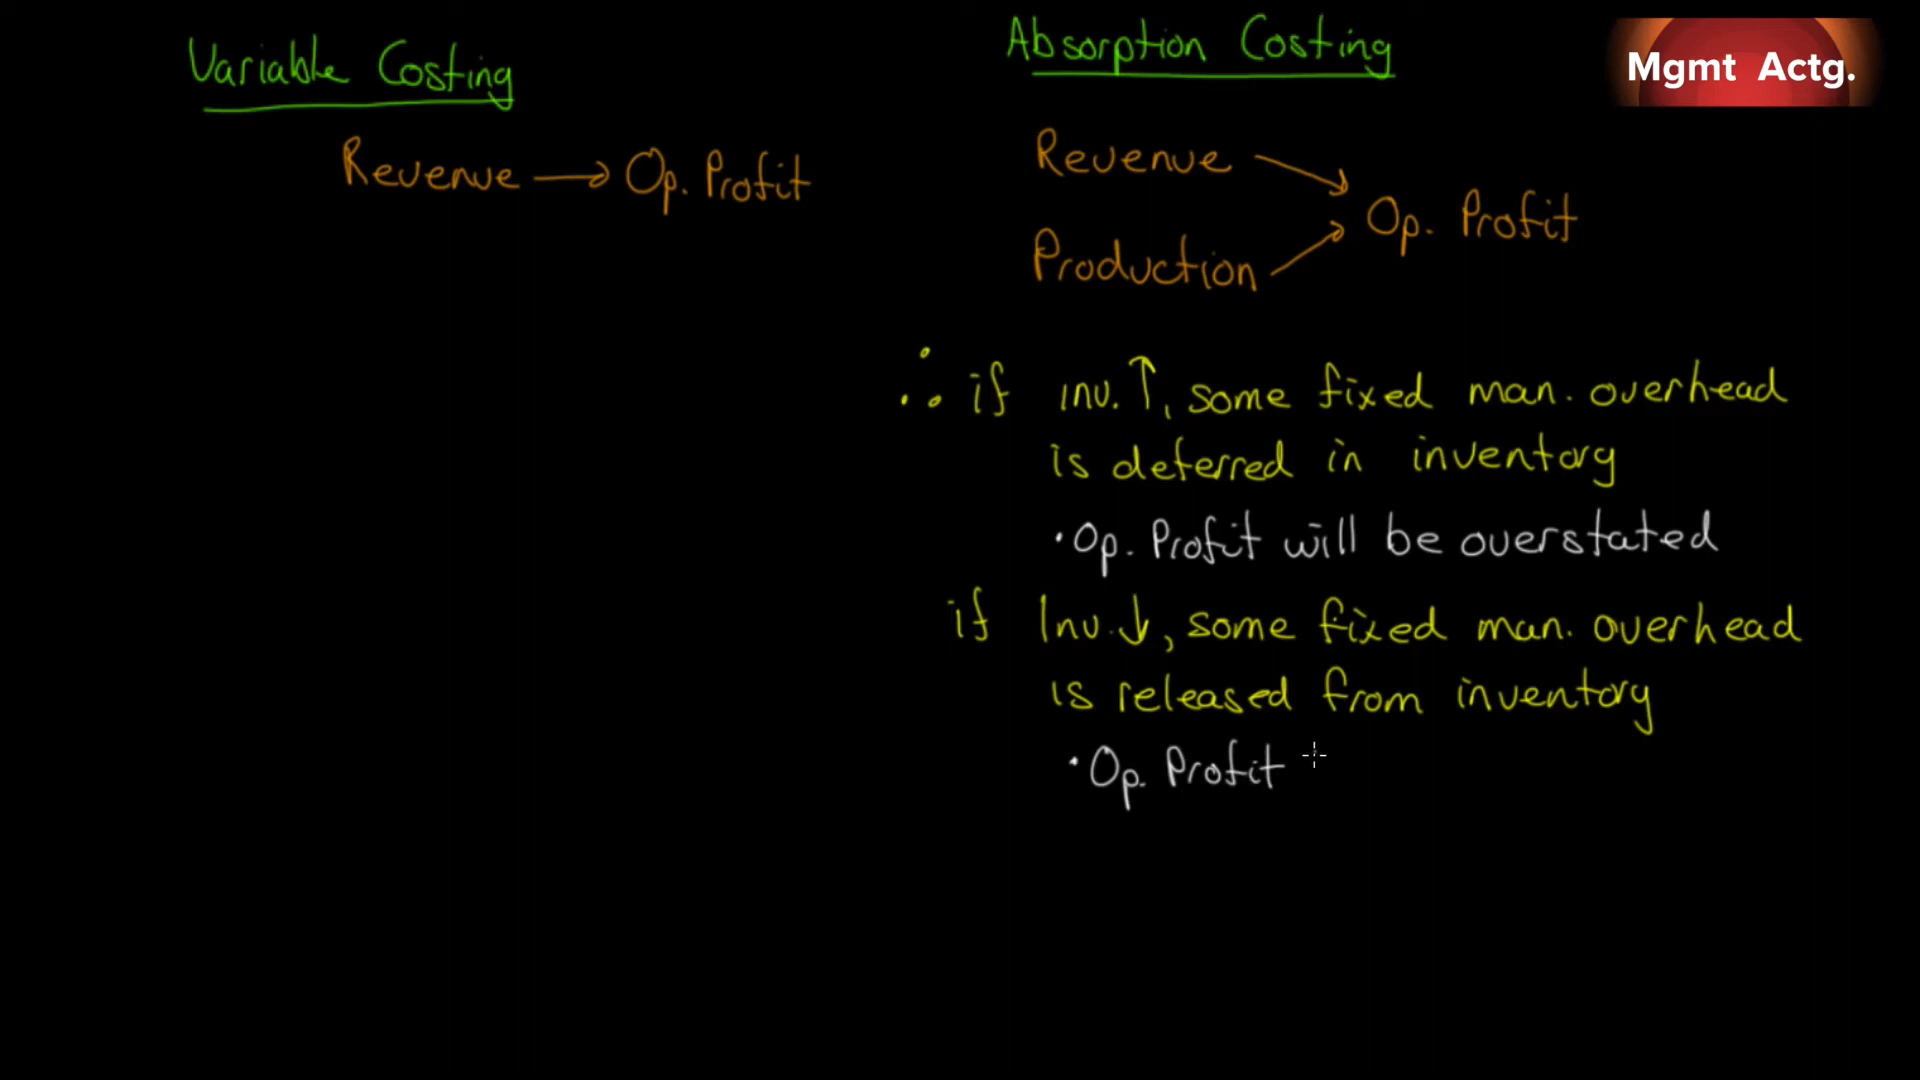 Variable Costing
Revenue → Op. Profit
Absorption Costing
Mgmt Actg.
Revenue
Production
Op. Profit
∴ if inv.↑, some fixed man. overhead
is deferred in inventory
• Op. Profit will be overstated
if Inv.↓, some fixed man. overhead
is released from inventory
• Op. Profit